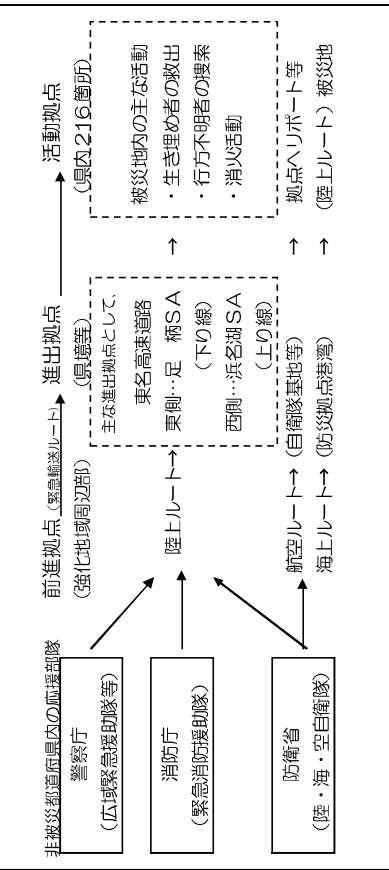 非被災都道府県内の応援部隊
前進拠点
(緊急輸送ルート)
進出拠点
活動拠点
(強化地域周辺部)
(県境等)
(県内216箇所)
警察庁
(広域緊急援助隊等)
消防庁
(緊急消防援助隊)
防衛省
(陸・海・空自衛隊)
陸上ルート→
主な進出拠点として、
東名高速道路
東側…足 柄SA
(下り線)
西側…浜名湖SA
(上り線)
→
被災地内の主な活動
・生き埋め者の救出
・行方不明者の捜索
・消火活動
航空ルート→(自衛隊基地等) → 拠点ヘリポート等
海上ルート→(防災拠点港湾) → (陸上ルート)被災地